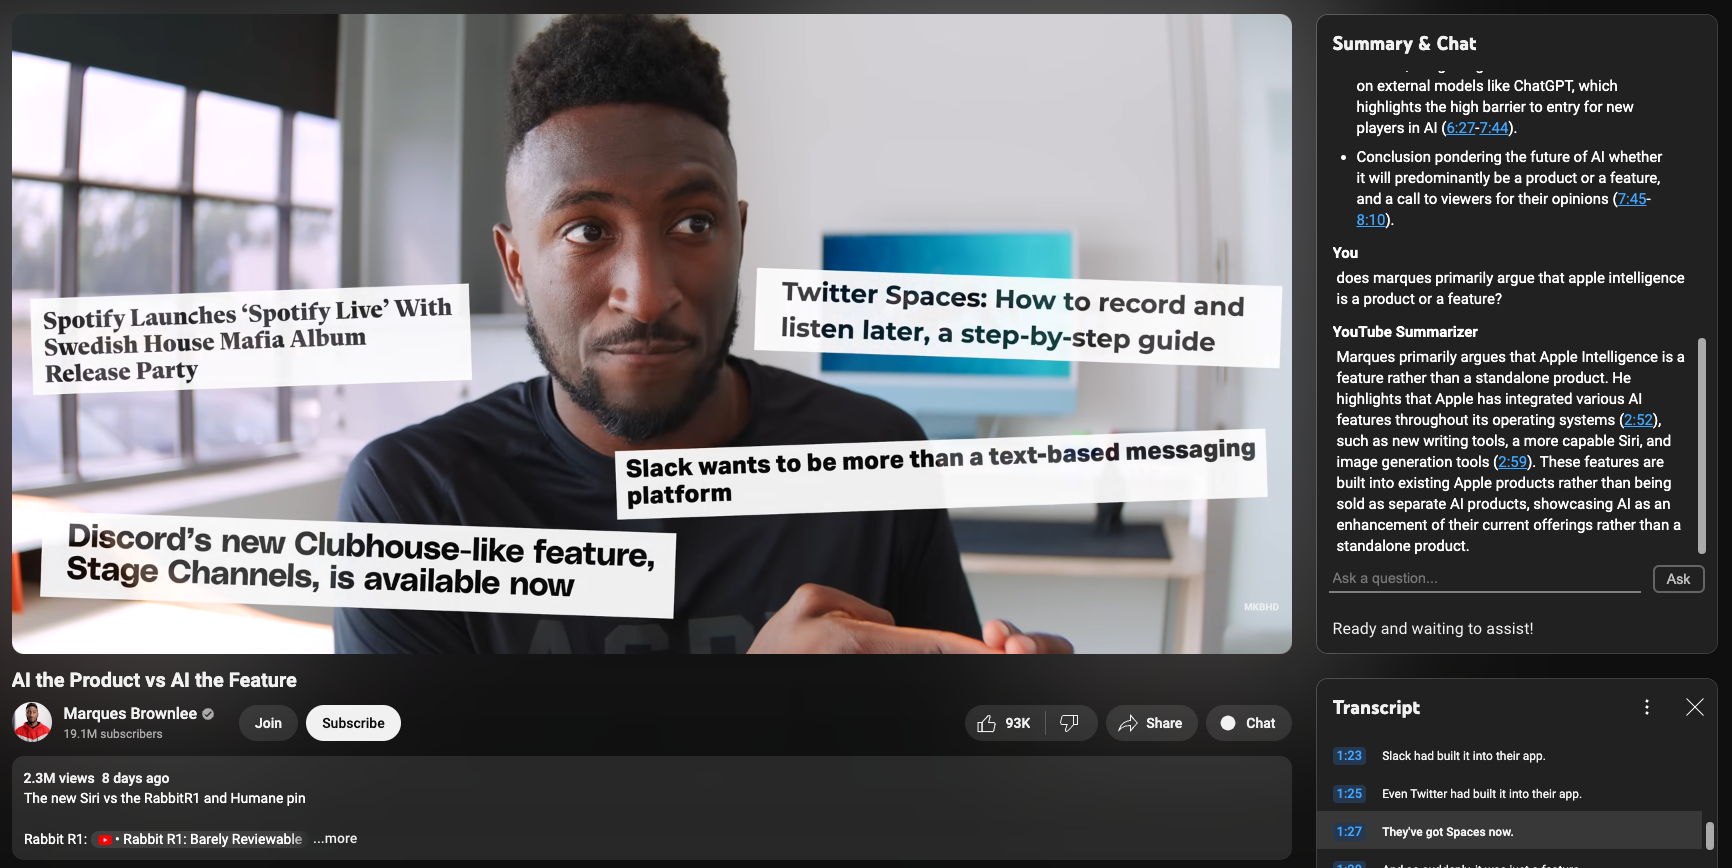 Spotify Launches ‘Spotify Live’ With
Swedish House Mafia Album
Release Party
Twitter Spaces: How to record and
listen later, a step-by-step guide
Slack wants to be more than a text-based messaging
platform
Discord’s new Clubhouse-like feature,
Stage Channels, is available now
MKBHD
AI the Product vs AI the Feature
Marques Brownlee
19.1M subscribers
Join
Subscribe
93K
Share
Chat
2.3M views 8 days ago
The new Siri vs the RabbitR1 and Humane pin
Rabbit R1: • Rabbit R1: Barely Reviewable ...more
Summary & Chat
on external models like ChatGPT, which
highlights the high barrier to entry for new
players in AI (6:27-7:44).
• Conclusion pondering the future of AI whether
it will predominantly be a product or a feature,
and a call to viewers for their opinions (7:45-
8:10).
You
does marques primarily argue that apple intelligence
is a product or a feature?
YouTube Summarizer
Marques primarily argues that Apple Intelligence is a
feature rather than a standalone product. He
highlights that Apple has integrated various AI
features throughout its operating systems (2:52),
such as new writing tools, a more capable Siri, and
image generation tools (2:59). These features are
built into existing Apple products rather than being
sold as separate AI products, showcasing AI as an
enhancement of their current offerings rather than a
standalone product.
Ask a question...
Ask
Ready and waiting to assist!
Transcript
1:23 Slack had built it into their app.
1:25 Even Twitter had built it into their app.
1:27 They've got Spaces now.